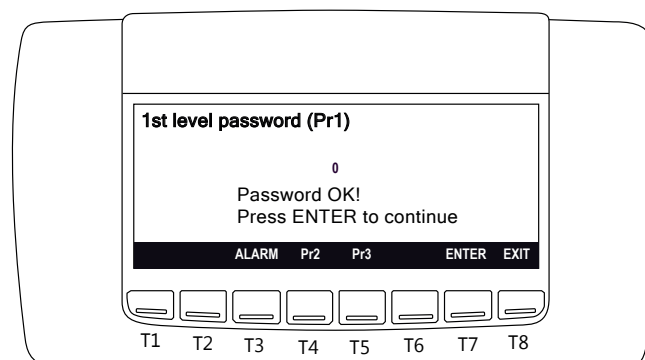 1st level password (Pr1)
0
Password OK!
Press ENTER to continue
ALARM Pr2 Pr3 ENTER EXIT
T1 T2 T3 T4 T5 T6 T7 T8